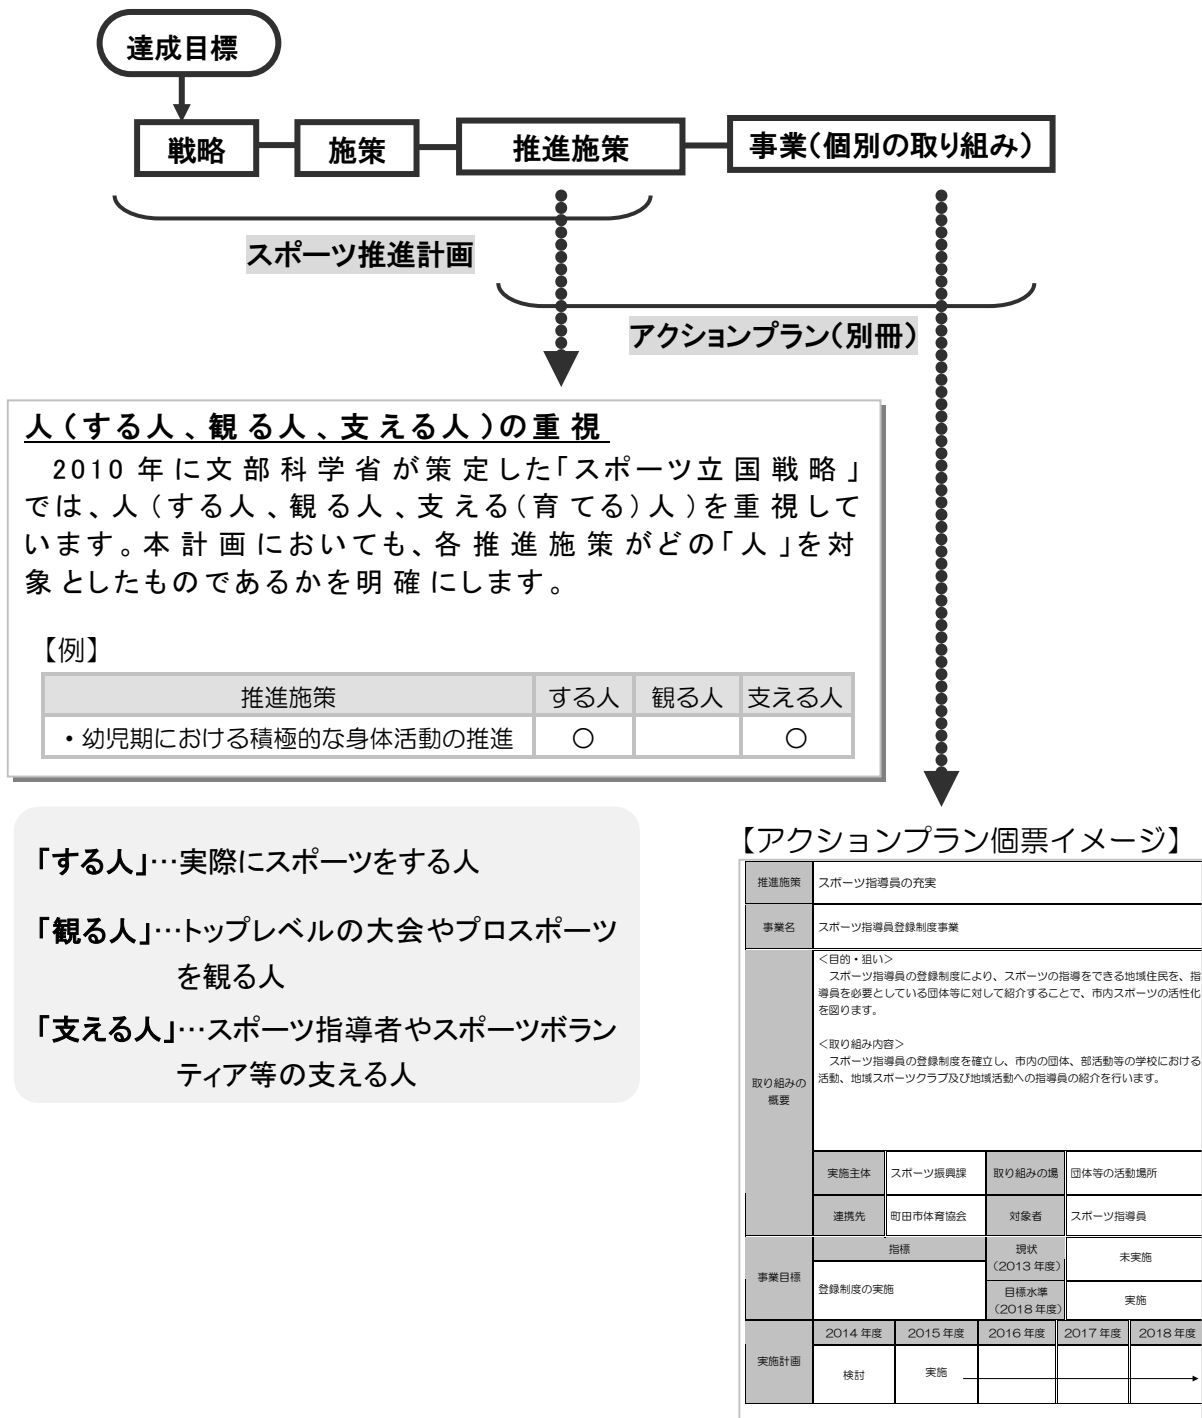 達成目標
戦略
施策
推進施策
事業(個別の取り組み)
スポーツ推進計画
アクションプラン(別冊)
人(する人、観る人、支える人)の重視
2010年に文部科学省が策定した「スポーツ立国戦略」
では、人(する人、観る人、支える(育てる)人)を重視して
います。本計画においても、各推進施策がどの「人」を対
象としたものであるかを明確にします。
【例】
推進施策 する人 観る人 支える人
・幼児期における積極的な身体活動の推進 ○ ○
「する人」…実際にスポーツをする人
「観る人」…トップレベルの大会やプロスポーツ
を観る人
「支える人」…スポーツ指導者やスポーツボラン
ティア等の支える人
【アクションプラン個票イメージ】
推進施策 スポーツ指導員の充実
事業名 スポーツ指導員登録制度事業
取り組みの
概要
<目的・狙い>
スポーツ指導員の登録制度により、スポーツの指導をできる地域住民を、指
導員を必要としている団体等に対して紹介することで、市内スポーツの活性化
を図ります。
<取り組み内容>
スポーツ指導員の登録制度を確立し、市内の団体、部活動等の学校における
活動、地域スポーツクラブ及び地域活動への指導員の紹介を行います。
実施主体 スポーツ振興課 取り組みの場 団体等の活動場所
連携先 町田市体育協会 対象者 スポーツ指導員
事業目標
指標
登録制度の実施
現状
(2013年度)
未実施
目標水準
(2018年度)
実施
実施計画
2014年度 2015年度 2016年度 2017年度 2018年度
検討 実施